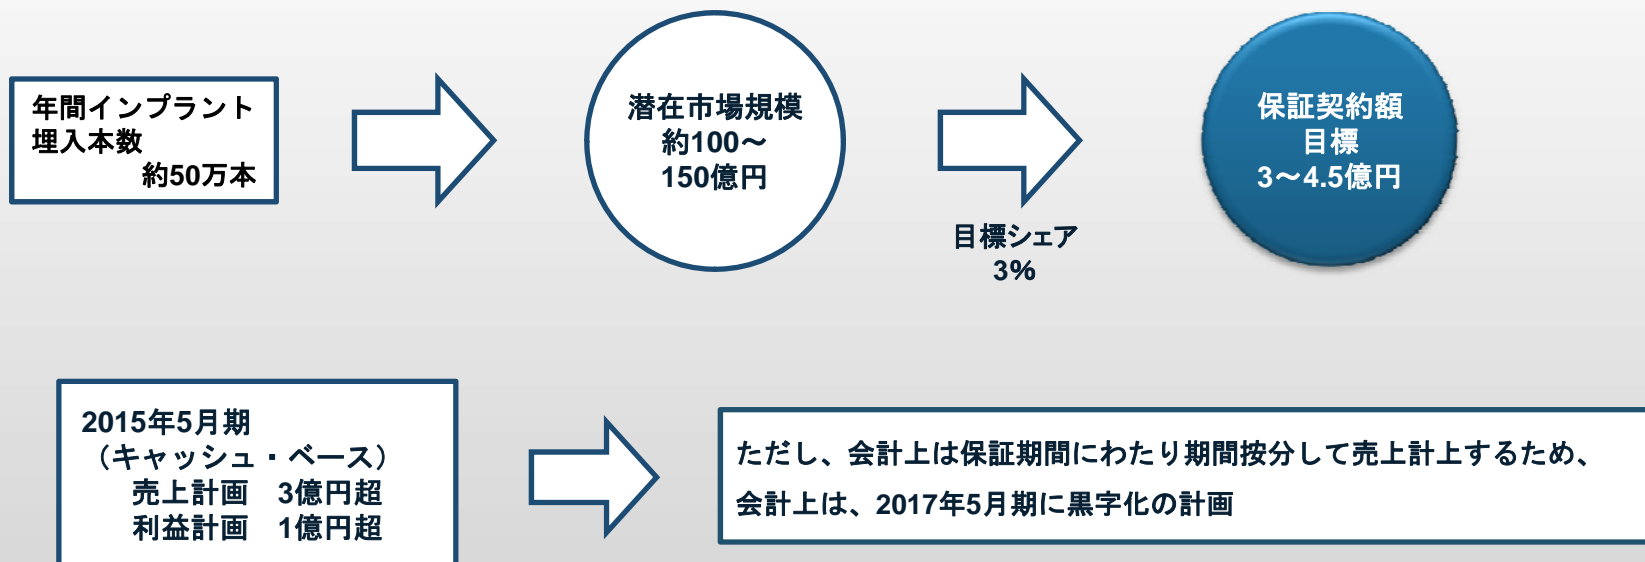 年間インプラント
埋入本数
約50万本
潜在市場規模
約100～
150億円
目標シェア
3%
保証契約額
目標
3～4.5億円
2015年5月期
（キャッシュ・ベース）
売上計画　3億円超
利益計画　1億円超
ただし、会計上は保証期間にわたり期間按分して売上計上するため、
会計上は、2017年5月期に黒字化の計画